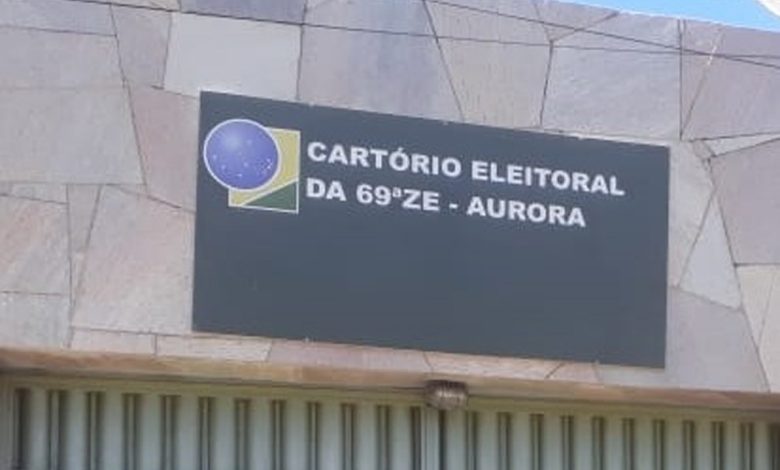 CARTÓRIO ELEITORAL
DA 69ªZE - AURORA